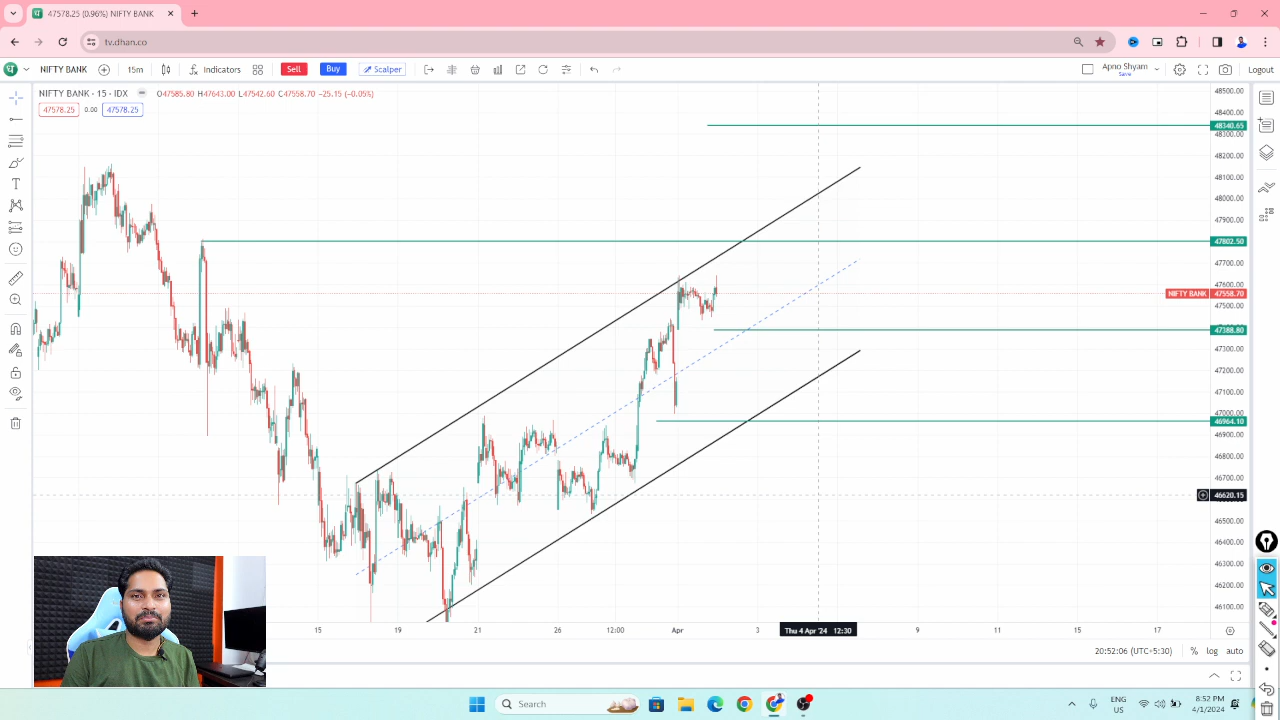 47578.25 (0.96%) NIFTY BANK
tv.dhan.co
NIFTY BANK 15m Indicators Sell Buy Scalper
Apno Shyam
Save
Logout
NIFTY BANK · 15 · IDX O47585.80 H47643.00 L47542.60 C47558.70 −25.15 (−0.05%)
47578.25 0.00 47578.25
48500.00
48400.00
48340.65
48300.00
48200.00
48100.00
48000.00
47900.00
47802.50
47700.00
47600.00
NIFTY BANK 47558.70
47500.00
47388.80
47300.00
47200.00
47100.00
47000.00
46964.10
46900.00
46800.00
46700.00
46620.15
46500.00
46400.00
46300.00
46200.00
46100.00
15 19 12:00 Apr Thu 4 Apr '24 12:30 9 11 15 17
20:52:06 (UTC+5:30) % log auto
Search
ENG
US
8:52 PM
4/1/2024